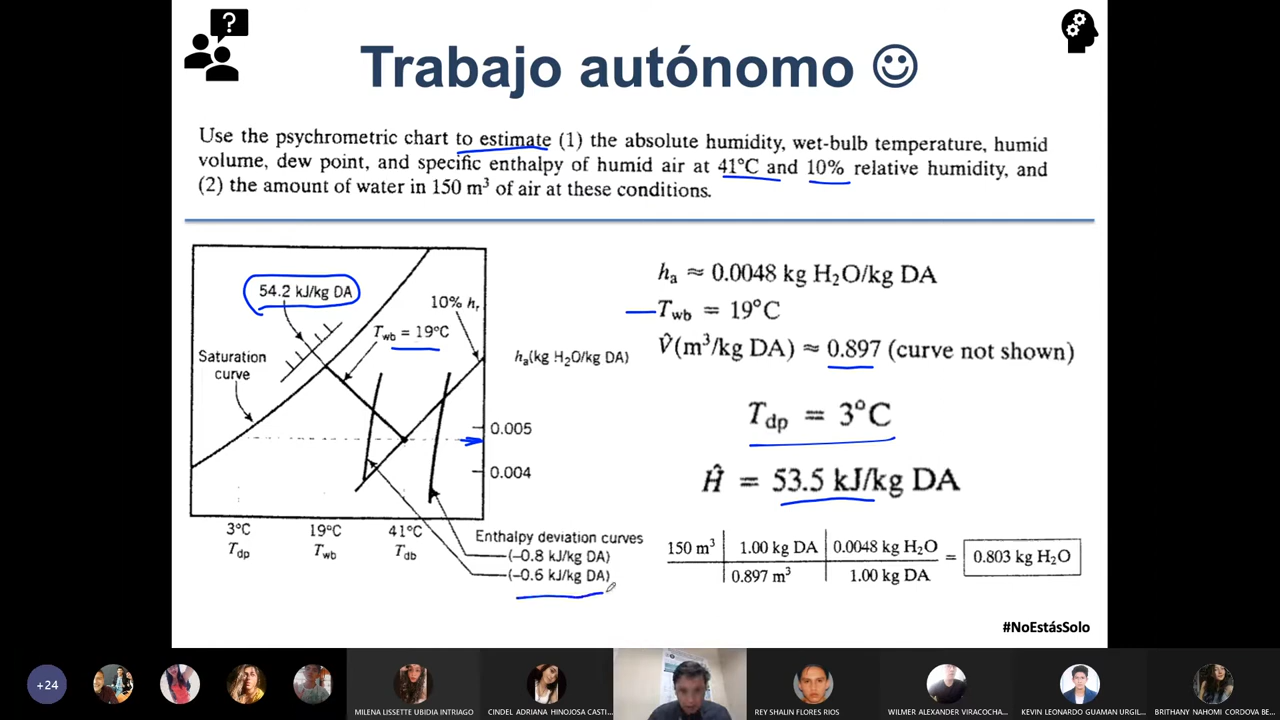 ?
Trabajo autónomo
Use the psychrometric chart to estimate (1) the absolute humidity, wet-bulb temperature, humid
volume, dew point, and specific enthalpy of humid air at 41°C and 10% relative humidity, and
(2) the amount of water in 150 m³ of air at these conditions.
54.2 kJ/kg DA
10% hr
Twb = 19°C
Saturation
curve
ha(kg H₂O/kg DA)
0.005
0.004
3°C
Tdp
19°C
Twb
41°C
Tdb
Enthalpy deviation curves
(−0.8 kJ/kg DA)
(−0.6 kJ/kg DA)
ha ≈ 0.0048 kg H₂O/kg DA
Twb = 19°C
V̂(m³/kg DA) ≈ 0.897 (curve not shown)
Tdp = 3°C
Ĥ = 53.5 kJ/kg DA
150 m³ | 1.00 kg DA | 0.0048 kg H₂O = 0.803 kg H₂O
0.897 m³ | 1.00 kg DA
#NoEstásSolo
+24
MILENA LISSETTE UBIDIA INTRIAGO
CINDEL ADRIANA HINOJOSA CASTI...
REY SHALIN FLORES RIOS
WILMER ALEXANDER VIRACOCHA...
KEVIN LEONARDO GUAMAN URGIL...
BRITHANY NAHOMI CORDOVA BE...